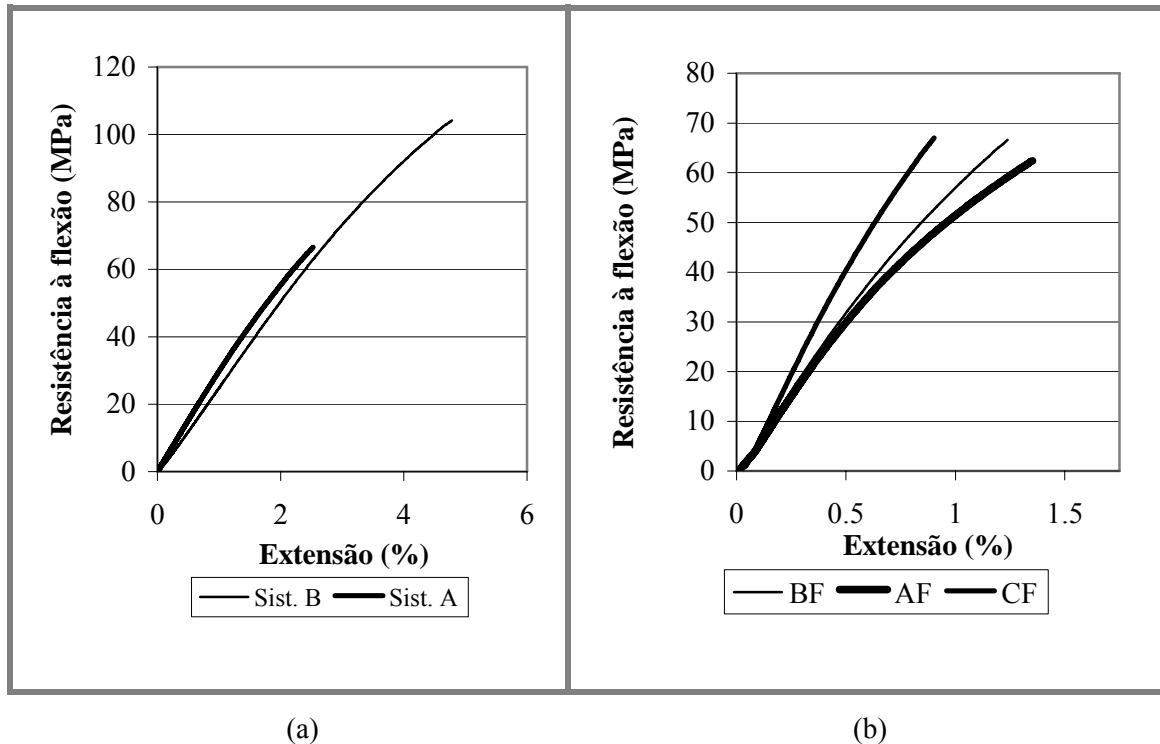 Resistência à flexão (MPa)
120
100
80
60
40
20
0
0 2 4 6
Extensão (%)
Sist. B Sist. A
(a)
Resistência à flexão (MPa)
80
70
60
50
40
30
20
10
0
0 0.5 1 1.5
Extensão (%)
BF AF CF
(b)